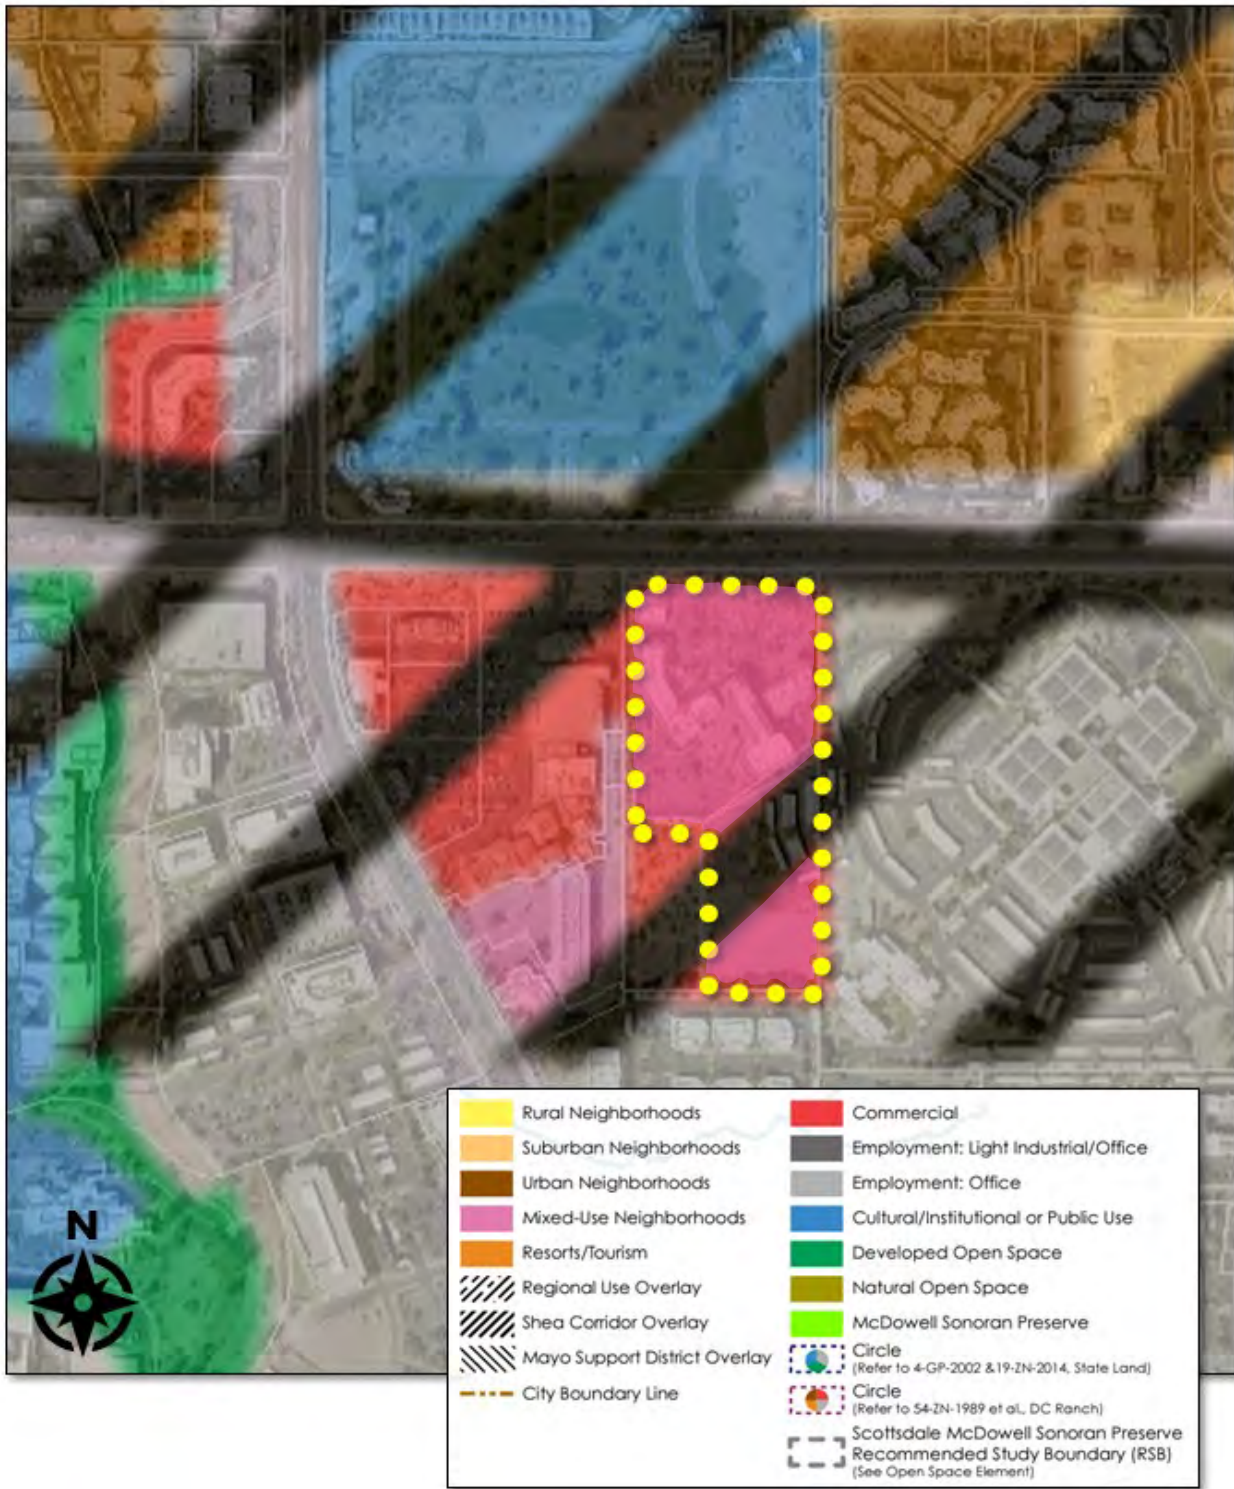 N
Rural Neighborhoods
Suburban Neighborhoods
Urban Neighborhoods
Mixed-Use Neighborhoods
Resorts/Tourism
Regional Use Overlay
Shea Corridor Overlay
Mayo Support District Overlay
City Boundary Line
Commercial
Employment: Light Industrial/Office
Employment: Office
Cultural/Institutional or Public Use
Developed Open Space
Natural Open Space
McDowell Sonoran Preserve
Circle
(Refer to 4-GP-2002 &19-ZN-2014, State Land)
Circle
(Refer to 54-ZN-1989 et al., DC Ranch)
Scottsdale McDowell Sonoran Preserve
Recommended Study Boundary (RSB)
(See Open Space Element)